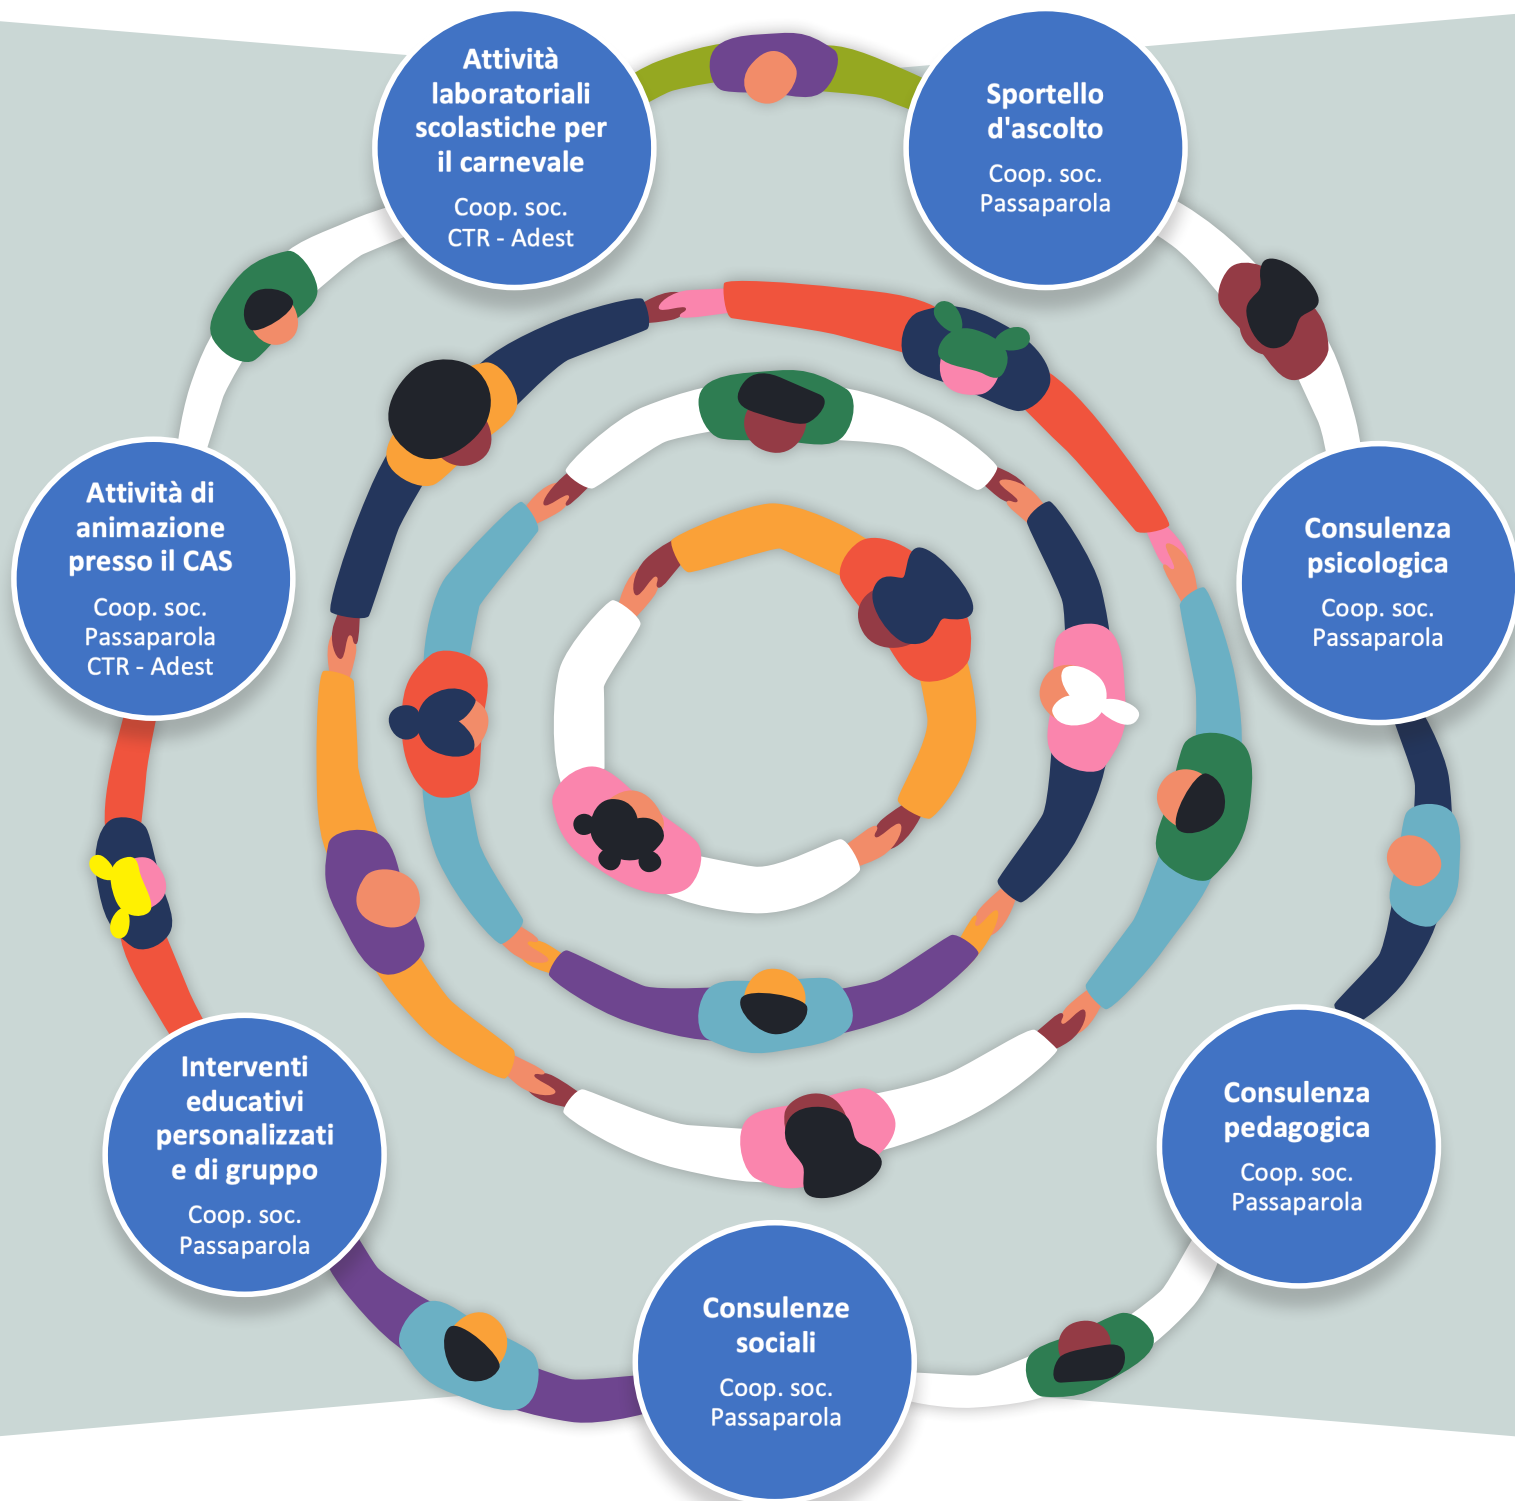 Attività
laboratoriali
scolastiche per
il carnevale
Coop. soc.
CTR - Adest
Sportello
d'ascolto
Coop. soc.
Passaparola
Attività di
animazione
presso il CAS
Coop. soc.
Passaparola
CTR - Adest
Consulenza
psicologica
Coop. soc.
Passaparola
Interventi
educativi
personalizzati
e di gruppo
Coop. soc.
Passaparola
Consulenza
pedagogica
Coop. soc.
Passaparola
Consulenze
sociali
Coop. soc.
Passaparola